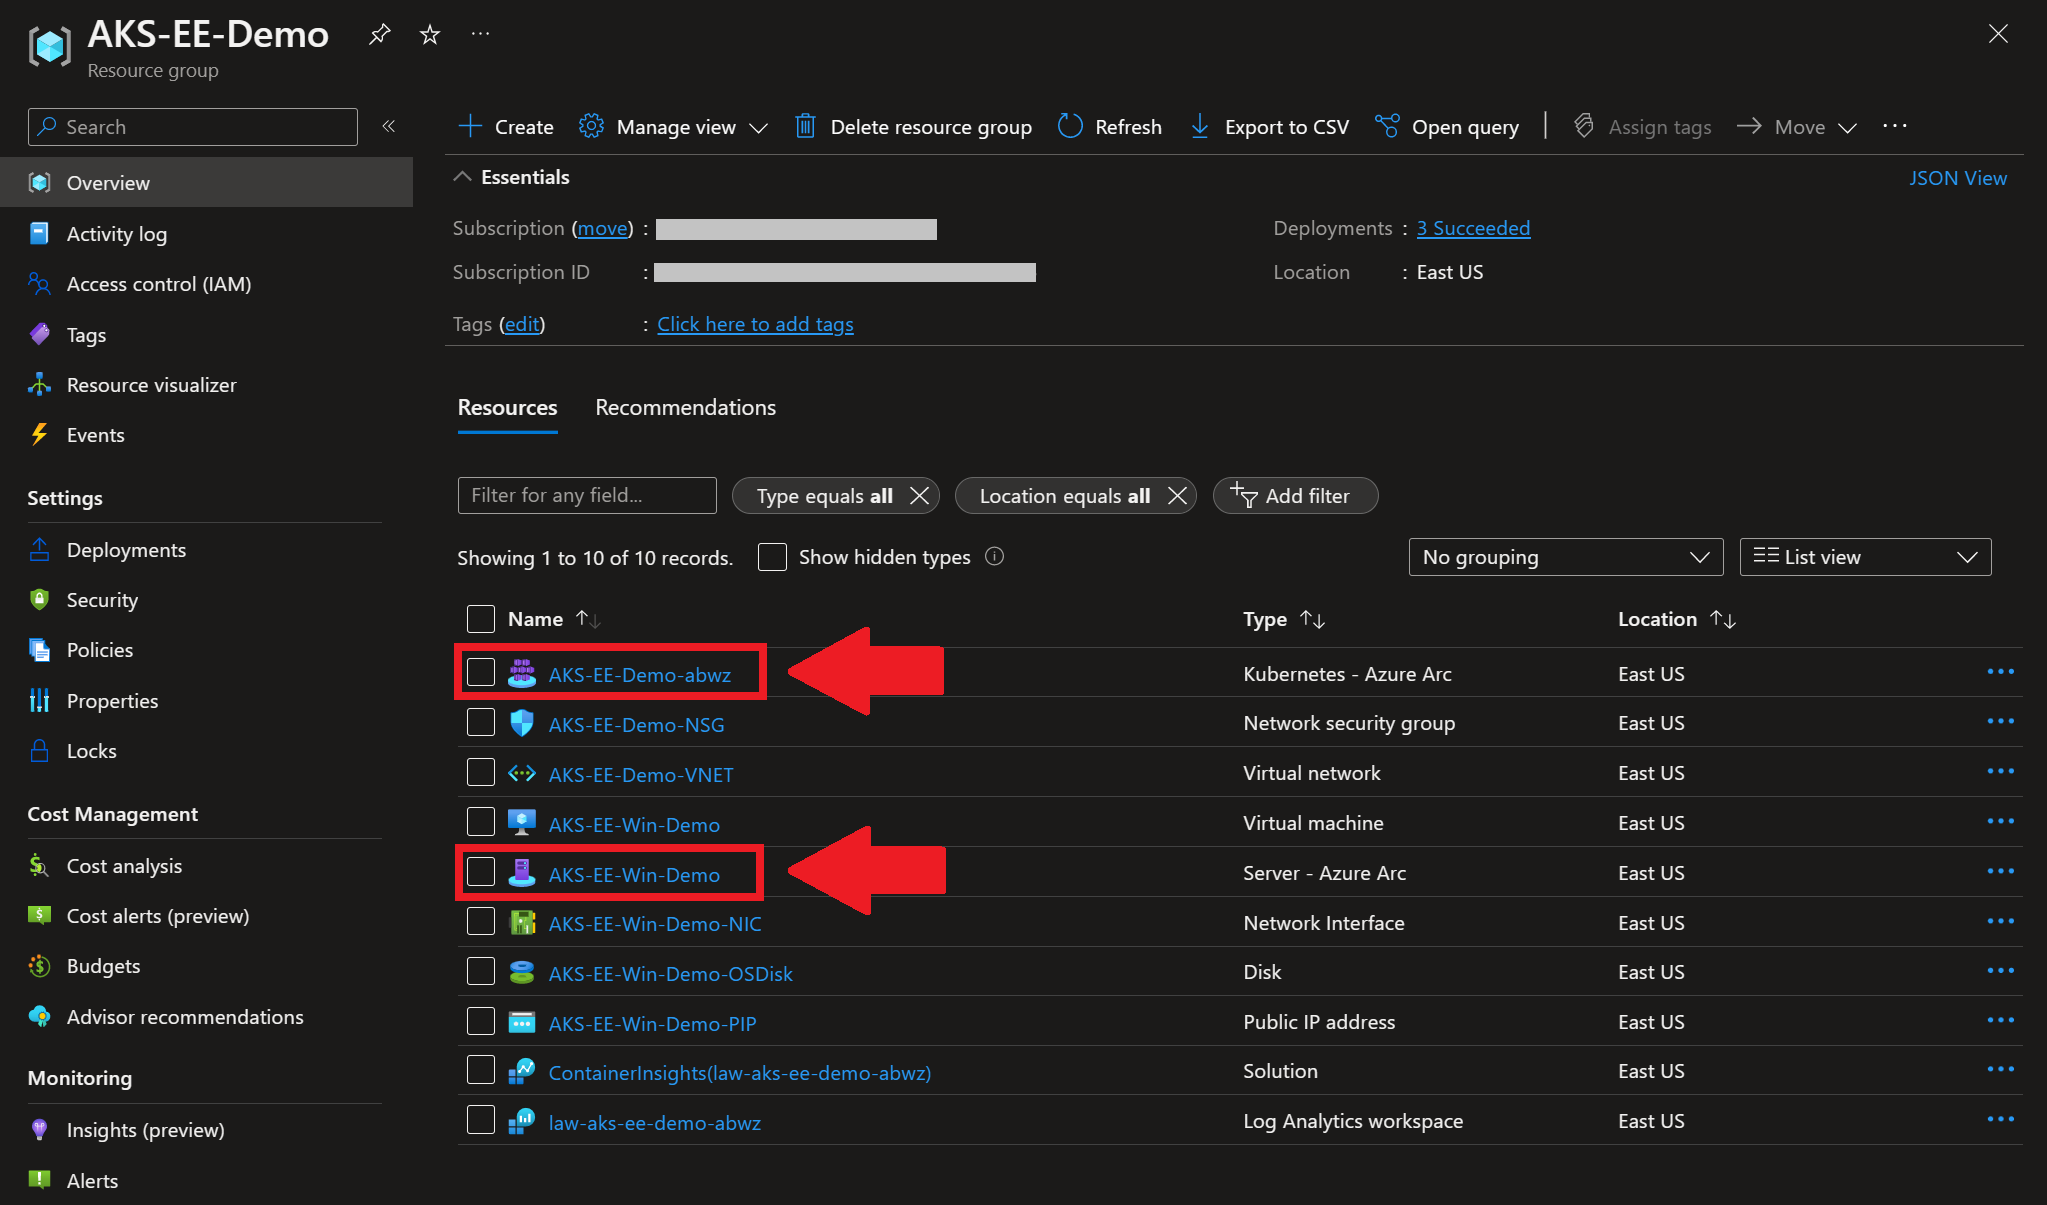 AKS-EE-Demo
Resource group
Search
Overview
Activity log
Access control (IAM)
Tags
Resource visualizer
Events
Settings
Deployments
Security
Policies
Properties
Locks
Cost Management
Cost analysis
Cost alerts (preview)
Budgets
Advisor recommendations
Monitoring
Insights (preview)
Alerts
Create Manage view Delete resource group Refresh Export to CSV Open query Assign tags Move
Essentials JSON View
Subscription (move) : Deployments : 3 Succeeded
Subscription ID : Location : East US
Tags (edit) : Click here to add tags
Resources Recommendations
Filter for any field... Type equals all Location equals all Add filter
Showing 1 to 10 of 10 records. Show hidden types No grouping List view
Name Type Location
AKS-EE-Demo-abwz Kubernetes - Azure Arc East US
AKS-EE-Demo-NSG Network security group East US
AKS-EE-Demo-VNET Virtual network East US
AKS-EE-Win-Demo Virtual machine East US
AKS-EE-Win-Demo Server - Azure Arc East US
AKS-EE-Win-Demo-NIC Network Interface East US
AKS-EE-Win-Demo-OSDisk Disk East US
AKS-EE-Win-Demo-PIP Public IP address East US
ContainerInsights(law-aks-ee-demo-abwz) Solution East US
law-aks-ee-demo-abwz Log Analytics workspace East US